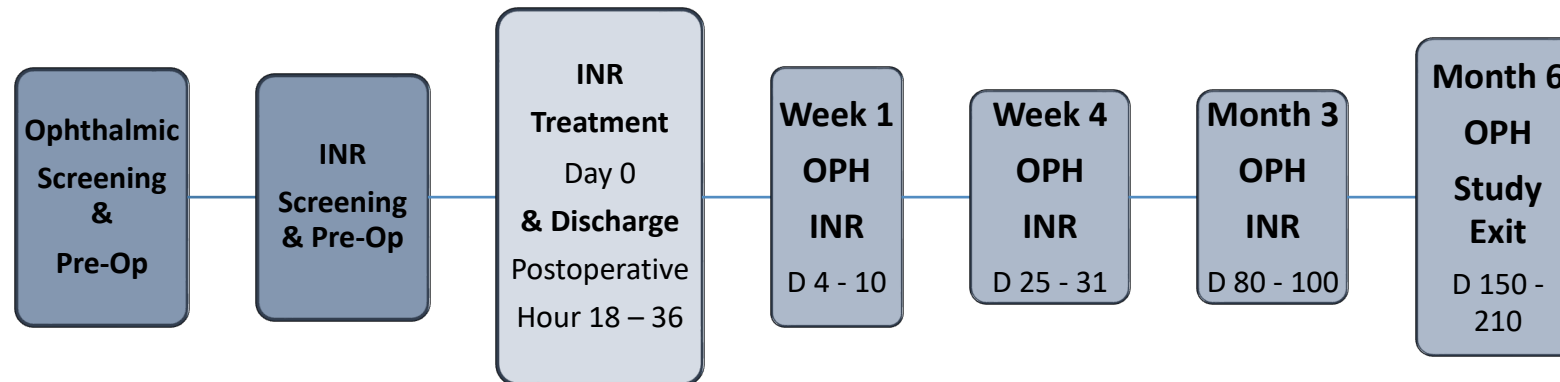 Ophthalmic
Screening
&
Pre-Op
INR
Screening
& Pre-Op
INR
Treatment
Day 0
& Discharge
Postoperative
Hour 18 – 36
Week 1
OPH
INR
D 4 - 10
Week 4
OPH
INR
D 25 - 31
Month 3
OPH
INR
D 80 - 100
Month 6
OPH
Study
Exit
D 150 -
210